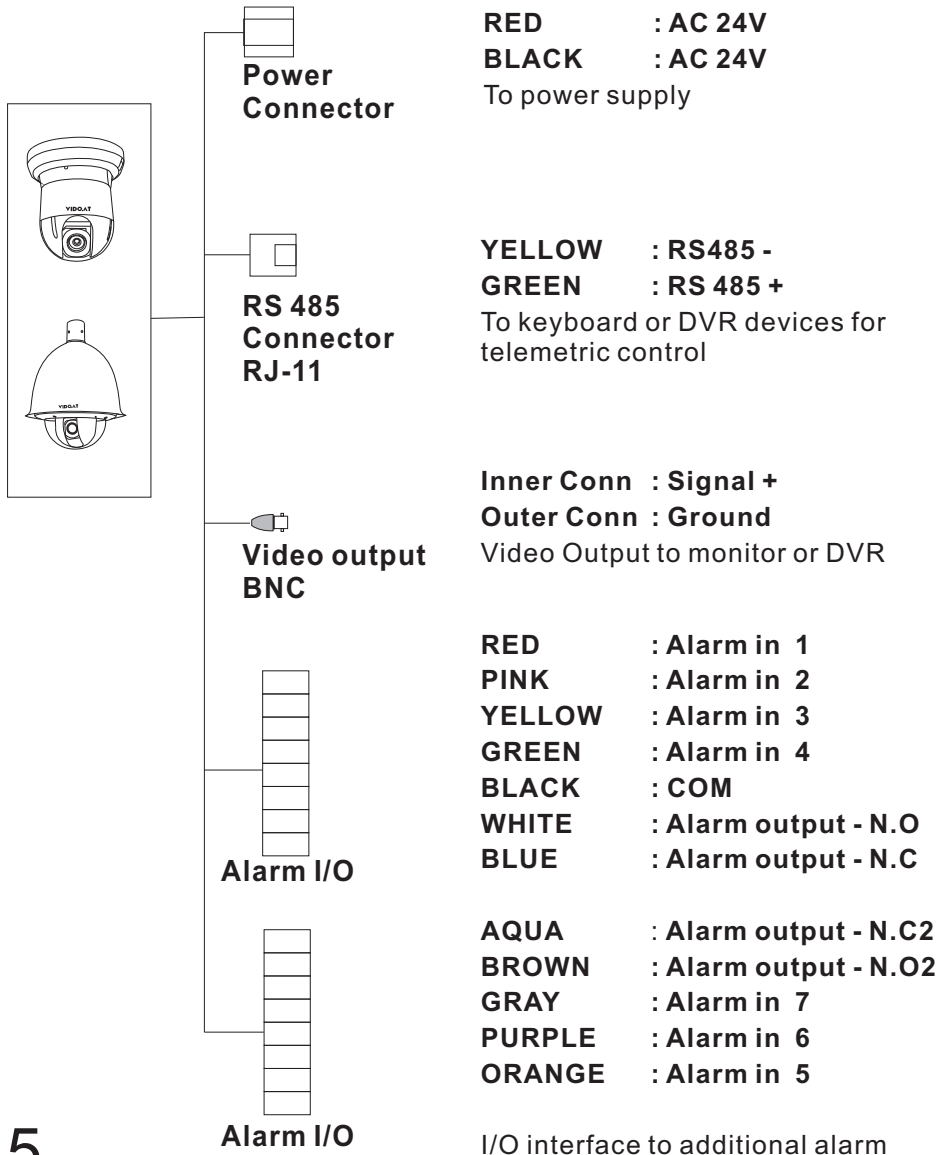 RED : AC 24V
BLACK : AC 24V
To power supply
Power
Connector
VIDO.AT
VIDO.AT
YELLOW : RS485 -
GREEN : RS 485 +
To keyboard or DVR devices for
telemetric control
RS 485
Connector
RJ-11
Inner Conn : Signal +
Outer Conn : Ground
Video Output to monitor or DVR
Video output
BNC
RED : Alarm in 1
PINK : Alarm in 2
YELLOW : Alarm in 3
GREEN : Alarm in 4
BLACK : COM
WHITE : Alarm output - N.O
BLUE : Alarm output - N.C
Alarm I/O
AQUA : Alarm output - N.C2
BROWN : Alarm output - N.O2
GRAY : Alarm in 7
PURPLE : Alarm in 6
ORANGE : Alarm in 5
Alarm I/O
I/O interface to additional alarm
5